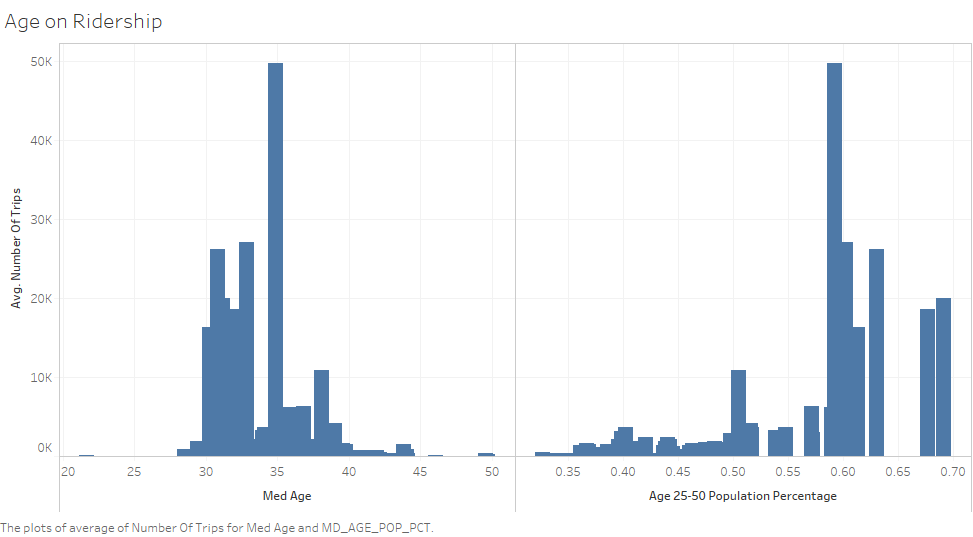 Age on Ridership
50K
40K
30K
20K
10K
0K
Avg. Number Of Trips
20 25 30 35 40 45 50
Med Age
0.35 0.40 0.45 0.50 0.55 0.60 0.65 0.70
Age 25-50 Population Percentage
The plots of average of Number Of Trips for Med Age and MD_AGE_POP_PCT.